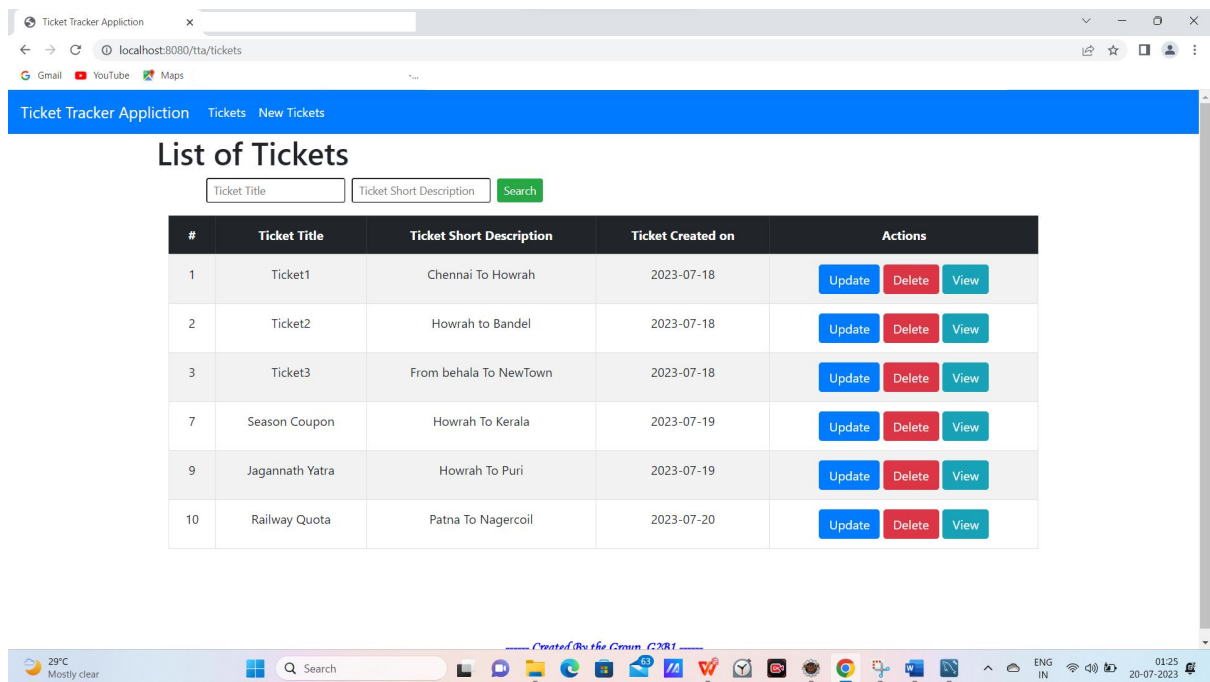 Ticket Tracker Appliction
localhost:8080/tta/tickets
Gmail YouTube Maps
Ticket Tracker Appliction Tickets New Tickets
List of Tickets
Ticket Title Ticket Short Description Search
# Ticket Title Ticket Short Description Ticket Created on Actions
1 Ticket1 Chennai To Howrah 2023-07-18 Update Delete View
2 Ticket2 Howrah to Bandel 2023-07-18 Update Delete View
3 Ticket3 From behala To NewTown 2023-07-18 Update Delete View
7 Season Coupon Howrah To Kerala 2023-07-19 Update Delete View
9 Jagannath Yatra Howrah To Puri 2023-07-19 Update Delete View
10 Railway Quota Patna To Nagercoil 2023-07-20 Update Delete View
------ Created By the Group_G2B1 ------
29°C
Mostly clear
Search
63
ENG
IN
01:25
20-07-2023